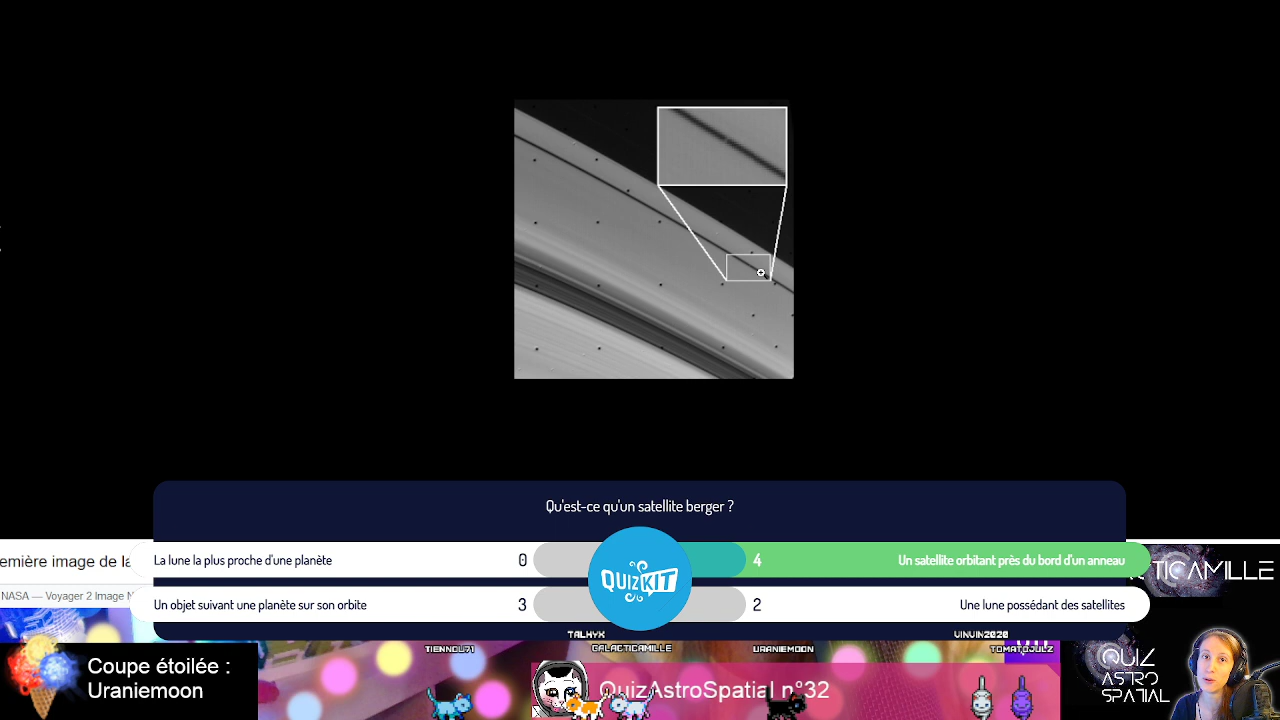 Qu'est-ce qu'un satellite berger ?
La lune la plus proche d'une planète 0
4 Un satellite orbitant près du bord d'un anneau
Un objet suivant une planète sur son orbite 3
2 Une lune possédant des satellites
QUIZKIT
emière image de la
NASA — Voyager 2 Image N
TICAMILLE
TALHYX
VINVIN2020
TIENNOU71
GALACTICAMILLE
URANIEMOON
TOMATOJULZ
Coupe étoilée :
Uraniemoon
QuizAstroSpatial n°32
QUIZ
ASTRO
SPATIAL